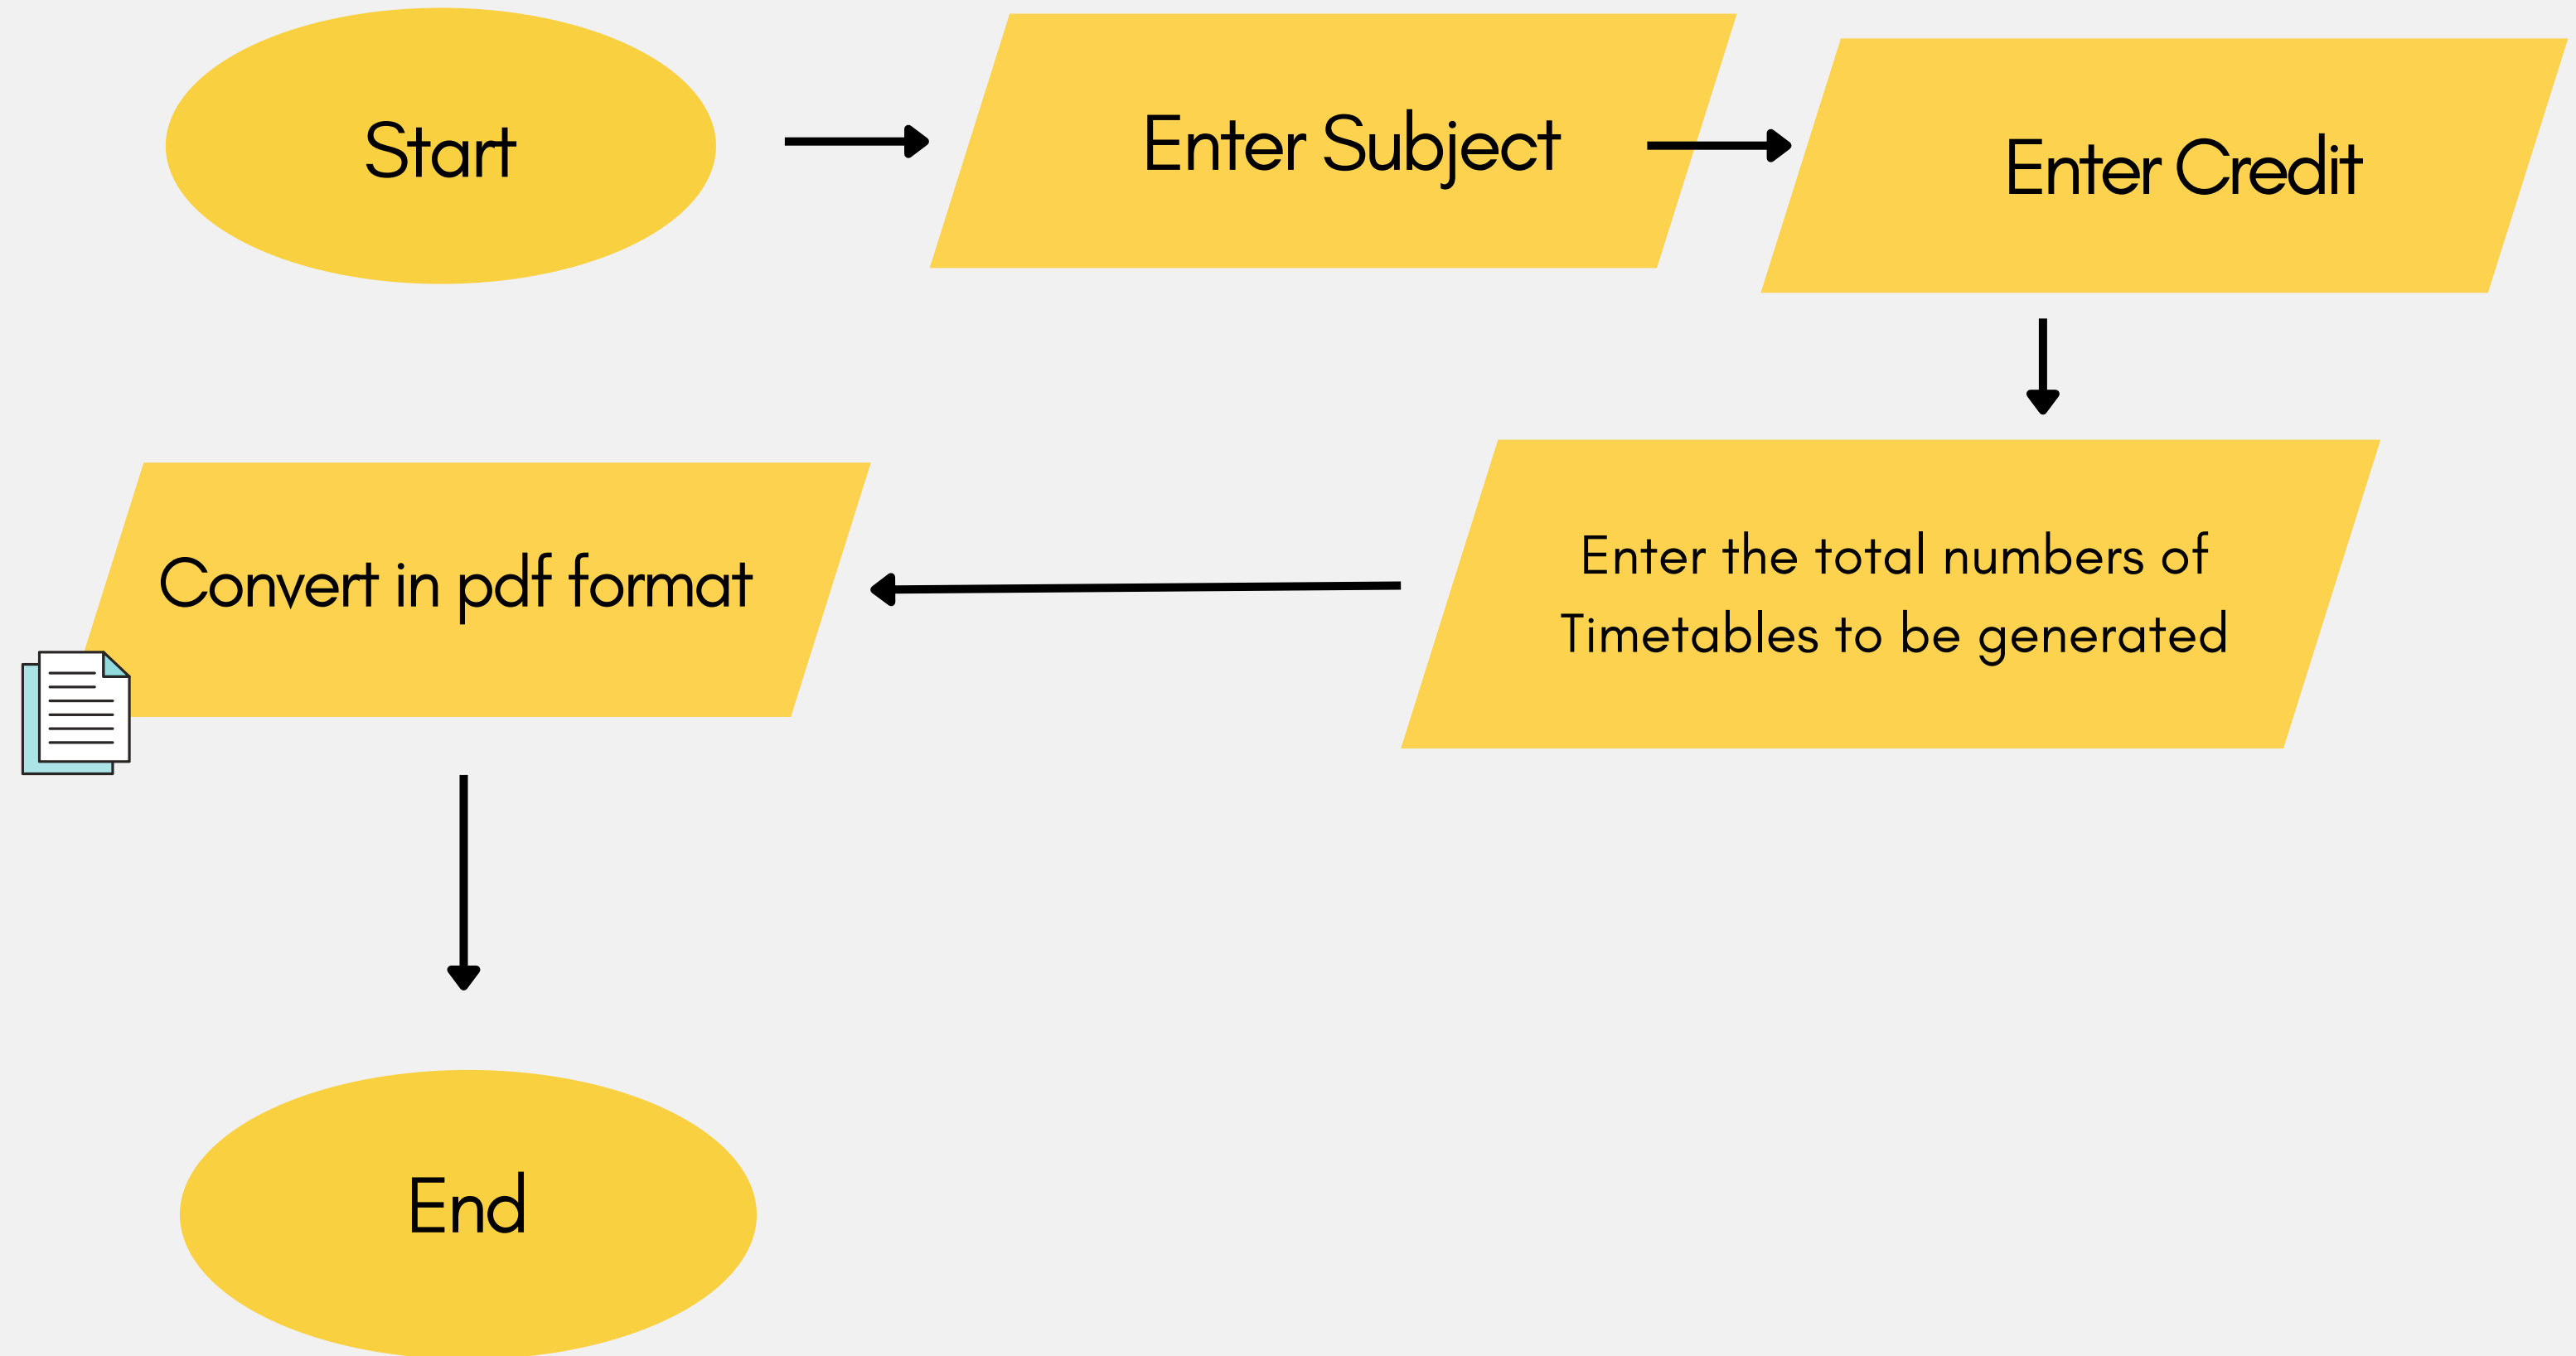 Start
Enter Subject
Enter Credit
Enter the total numbers of
Timetables to be generated
Convert in pdf format
End